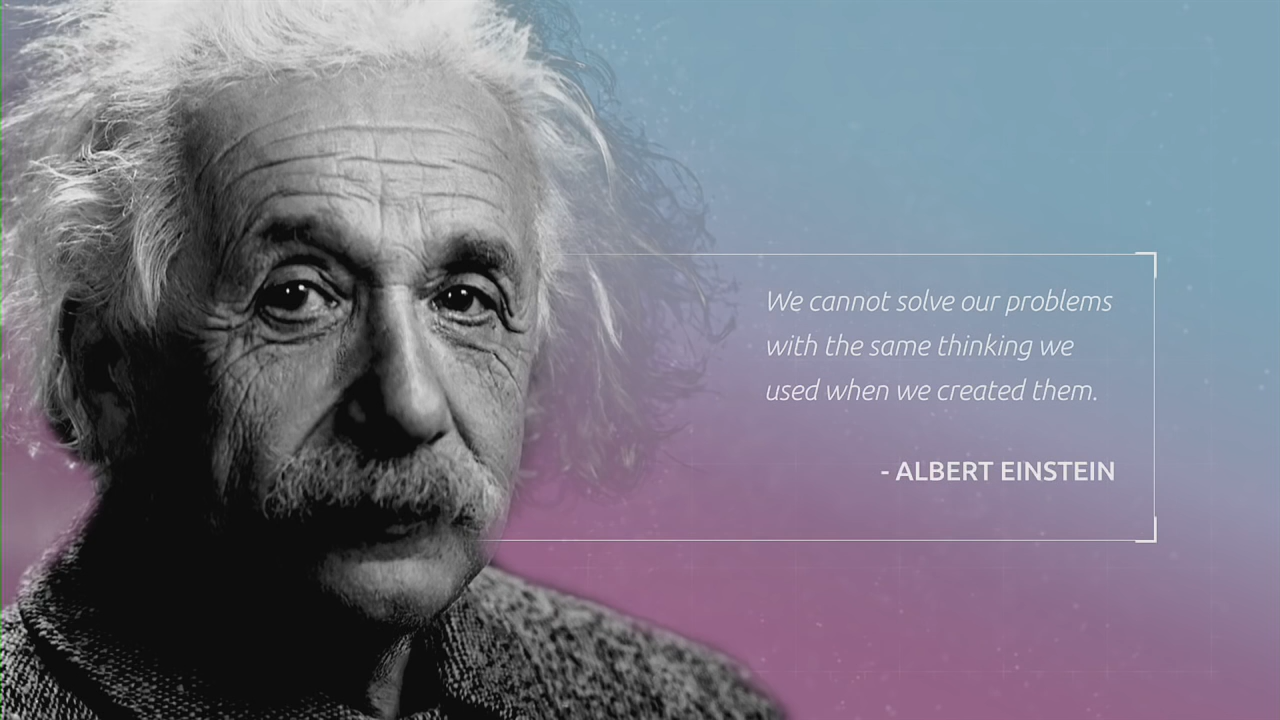 We cannot solve our problems
with the same thinking we
used when we created them.
- ALBERT EINSTEIN